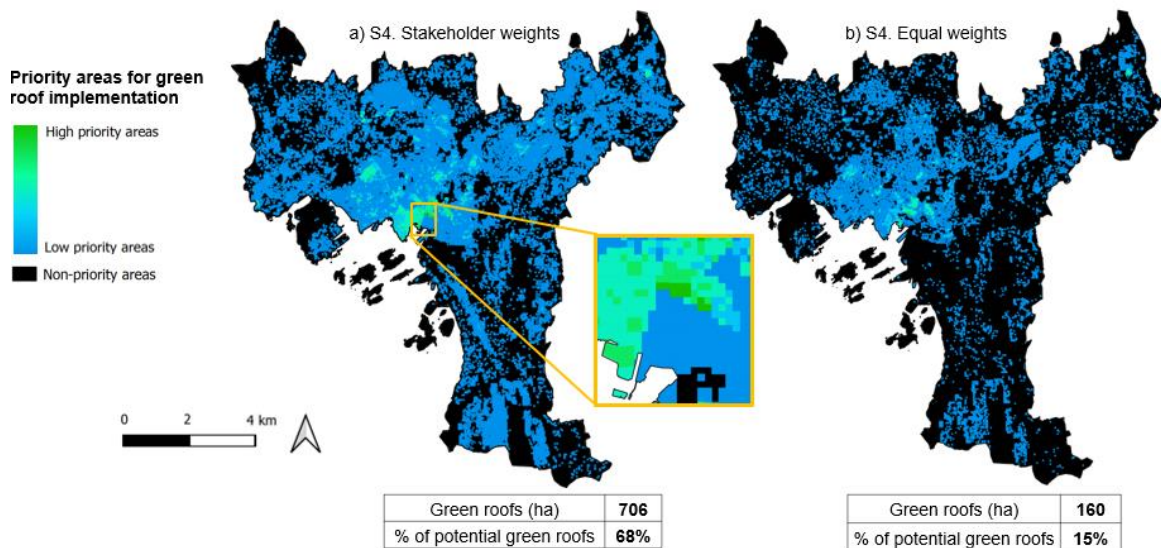 a) S4. Stakeholder weights
b) S4. Equal weights
Priority areas for green
roof implementation
High priority areas
Low priority areas
Non-priority areas
0 2 4 km
Green roofs (ha) 706
% of potential green roofs 68%
Green roofs (ha) 160
% of potential green roofs 15%